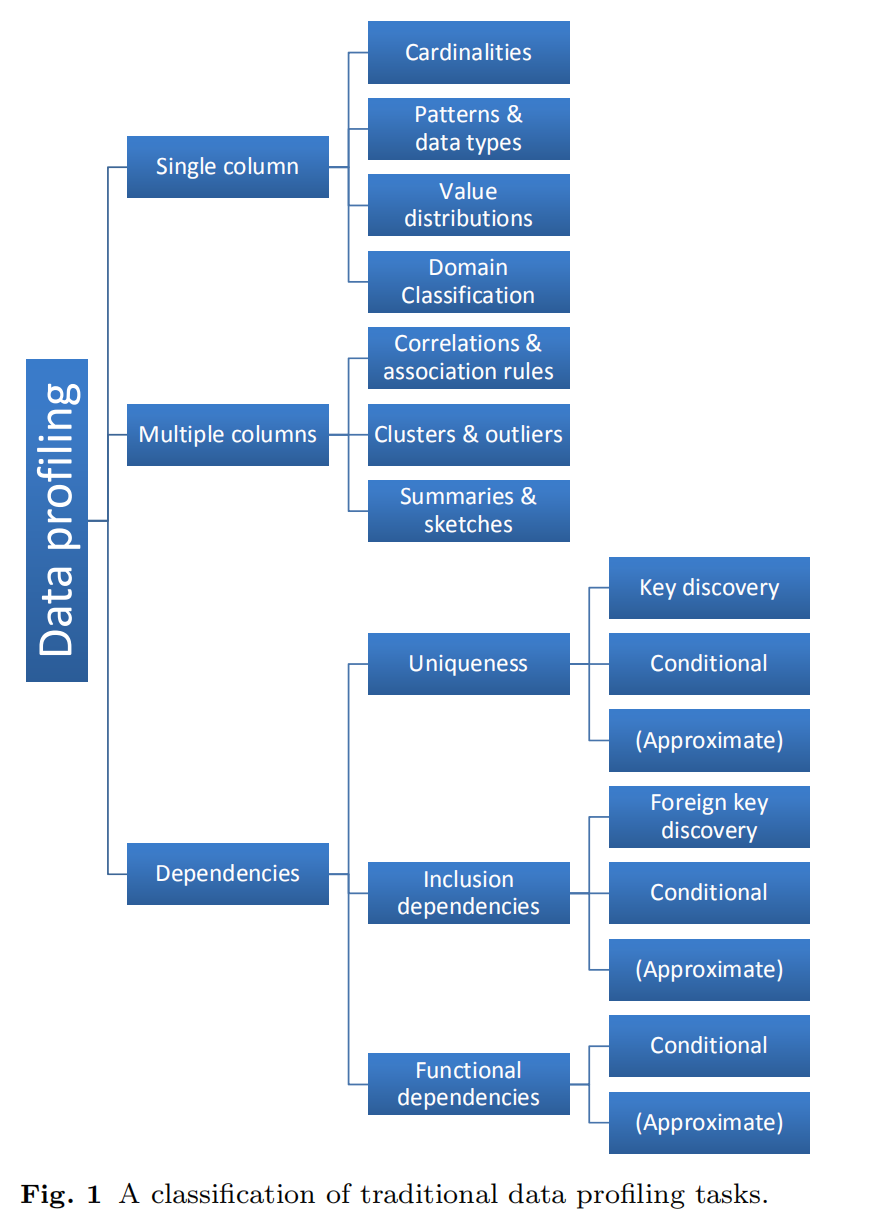 Data profiling
Single column
Cardinalities
Patterns &
data types
Value
distributions
Domain
Classification
Multiple columns
Correlations &
association rules
Clusters & outliers
Summaries &
sketches
Dependencies
Uniqueness
Key discovery
Conditional
(Approximate)
Inclusion
dependencies
Foreign key
discovery
Conditional
(Approximate)
Functional
dependencies
Conditional
(Approximate)
Fig. 1 A classification of traditional data profiling tasks.